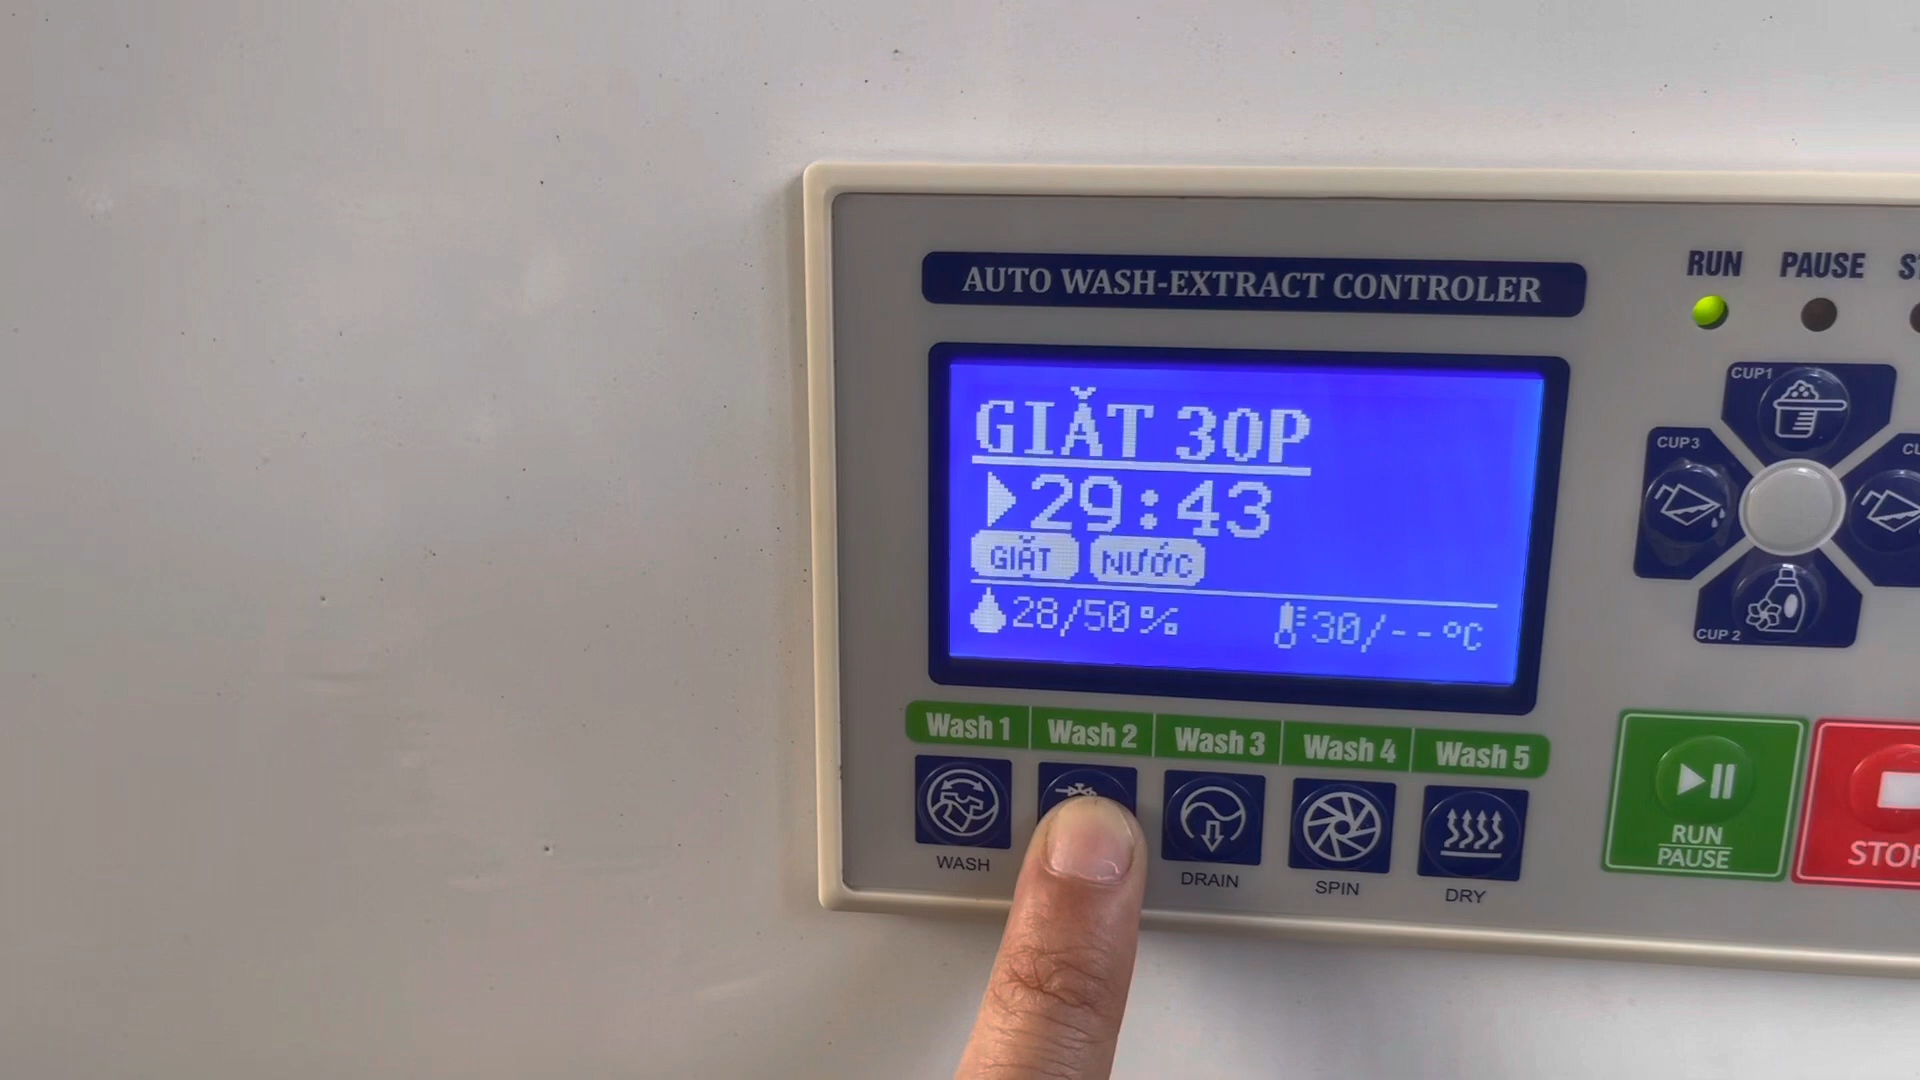 AUTO WASH-EXTRACT CONTROLER
RUN PAUSE
GIẶT 30P
29:43
GIẶT NƯỚC
28/50% 30/--°C
CUP1
CUP3
CUP 2
Wash 1 Wash 2 Wash 3 Wash 4 Wash 5
WASH DRAIN SPIN DRY
RUN
PAUSE
STOP